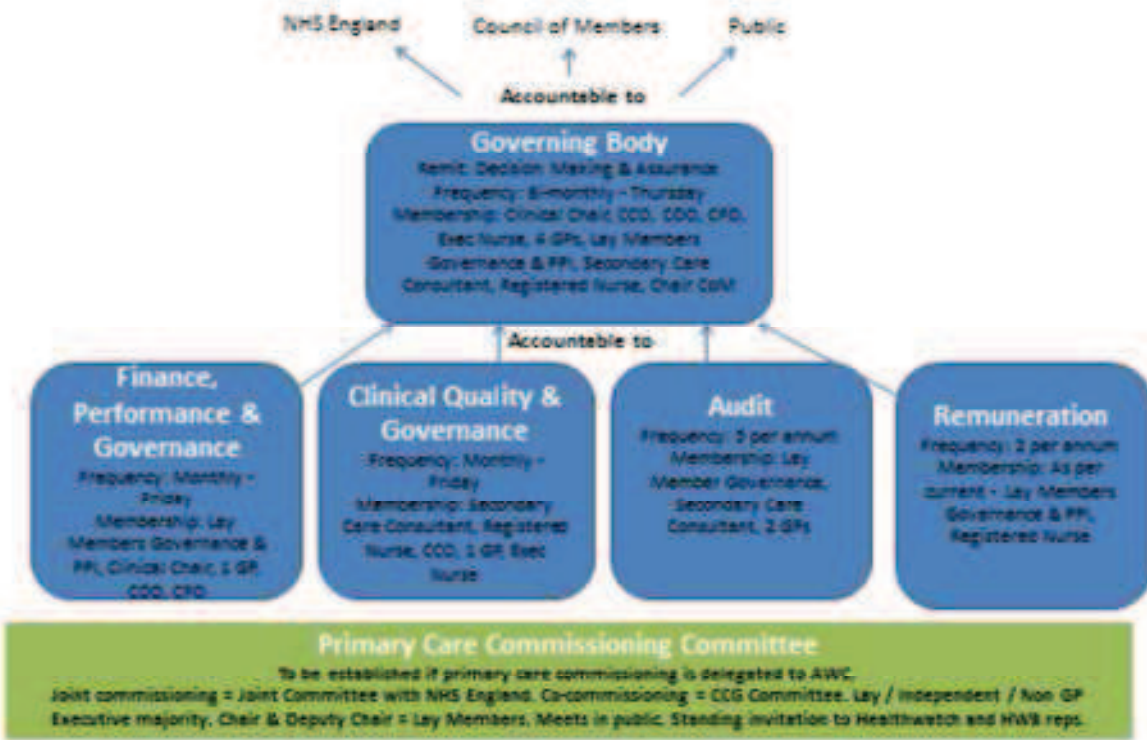 NHS England
Council of Members
Public
Accountable to
Governing Body
Remit: Decision Making & Assurance
Frequency: Bi-monthly - Thursday
Membership: Clinical Chair, CCO, COO, CFO,
Exec Nurse, GPs, Lay Members
Governance & PPI, Secondary Care
Consultant, Registered Nurse, Chair CoM
Accountable to
Finance,
Performance &
Governance
Frequency: Monthly -
Friday
Membership: Lay
Members Governance &
PPI, Clinical Chair, 1 GP,
COO, CFO
Clinical Quality &
Governance
Frequency: Monthly -
Friday
Membership: Secondary
Care Consultant, Registered
Nurse, CCO, 1 GP, Exec
Nurse
Audit
Frequency: 5 per annum
Membership: Lay
Member Governance,
Secondary Care
Consultant, 2 GPs
Remuneration
Frequency: 2 per annum
Membership: As per
current - Lay Members
Governance & PPI,
Registered Nurse
Primary Care Commissioning Committee
To be established if primary care commissioning is delegated to AWC.
Joint commissioning = Joint Committee with NHS England. Co-commissioning = CCG Committee. Lay / Independent / Non GP
Executive majority. Chair & Deputy Chair = Lay Members. Meets in public. Standing invitation to Healthwatch and HWB reps.